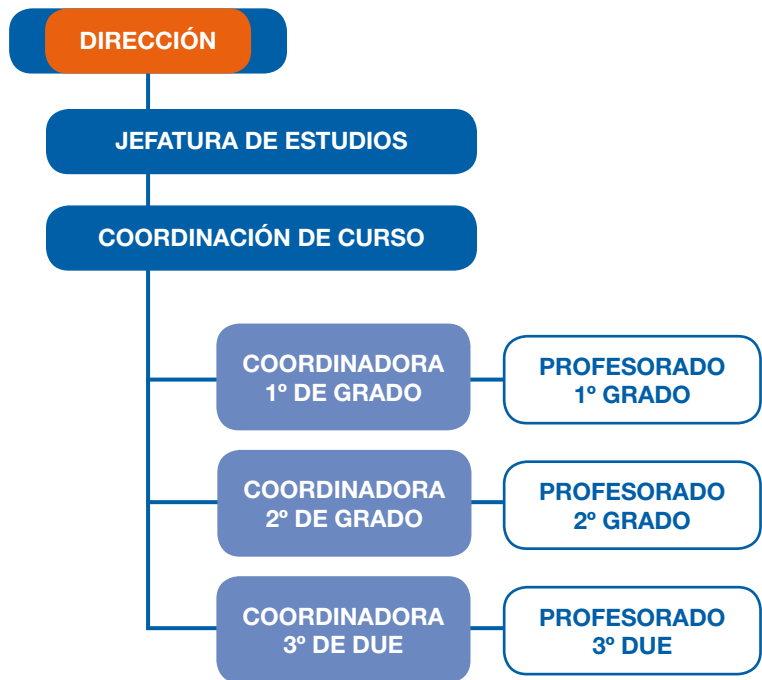 DIRECCIÓN
JEFATURA DE ESTUDIOS
COORDINACIÓN DE CURSO
COORDINADORA
1º DE GRADO
PROFESORADO
1º GRADO
COORDINADORA
2º DE GRADO
PROFESORADO
2º GRADO
COORDINADORA
3º DE DUE
PROFESORADO
3º DUE